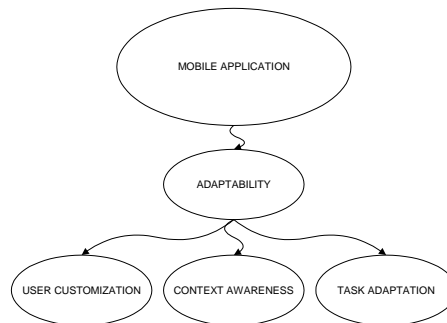 MOBILE APPLICATION
ADAPTABILITY
USER CUSTOMIZATION
CONTEXT AWARENESS
TASK ADAPTATION